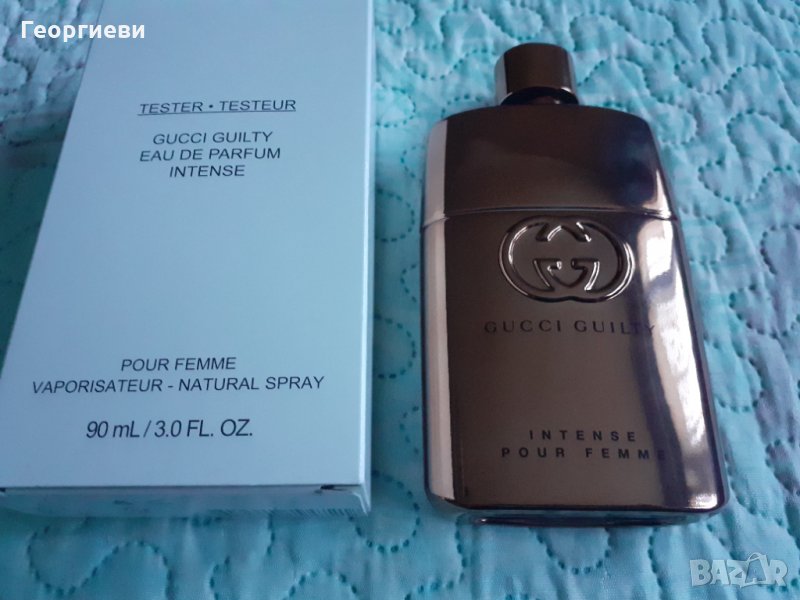 Георгиеви
TESTER • TESTEUR
GUCCI GUILTY
EAU DE PARFUM
INTENSE
POUR FEMME
VAPORISATEUR - NATURAL SPRAY
90 mL / 3.0 FL. OZ.
GUCCI GUILTY
INTENSE
POUR FEMME
BAZAR